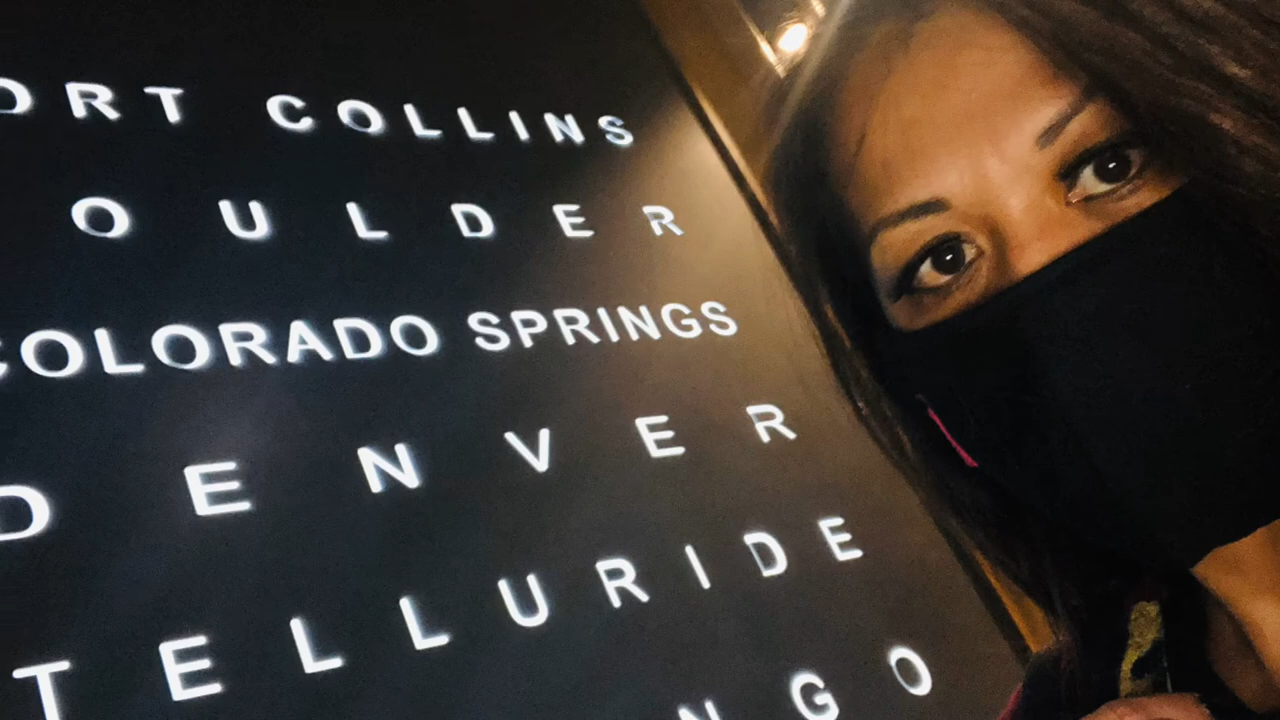 ORT COLLINS
OULDER
COLORADO SPRINGS
DENVER
TELLURIDE
NGO